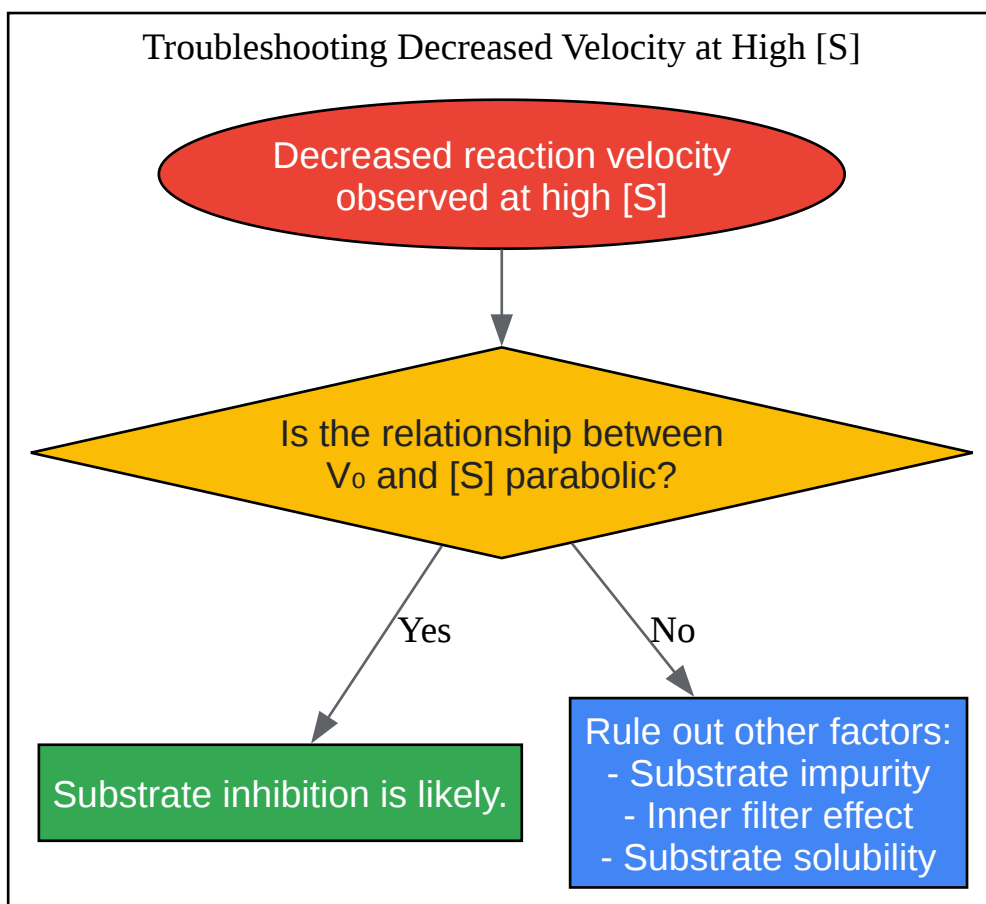 Troubleshooting Decreased Velocity at High [S]
Decreased reaction velocity
observed at high [S]
Is the relationship between
V₀ and [S] parabolic?
Yes
No
Substrate inhibition is likely.
Rule out other factors:
- Substrate impurity
- Inner filter effect
- Substrate solubility